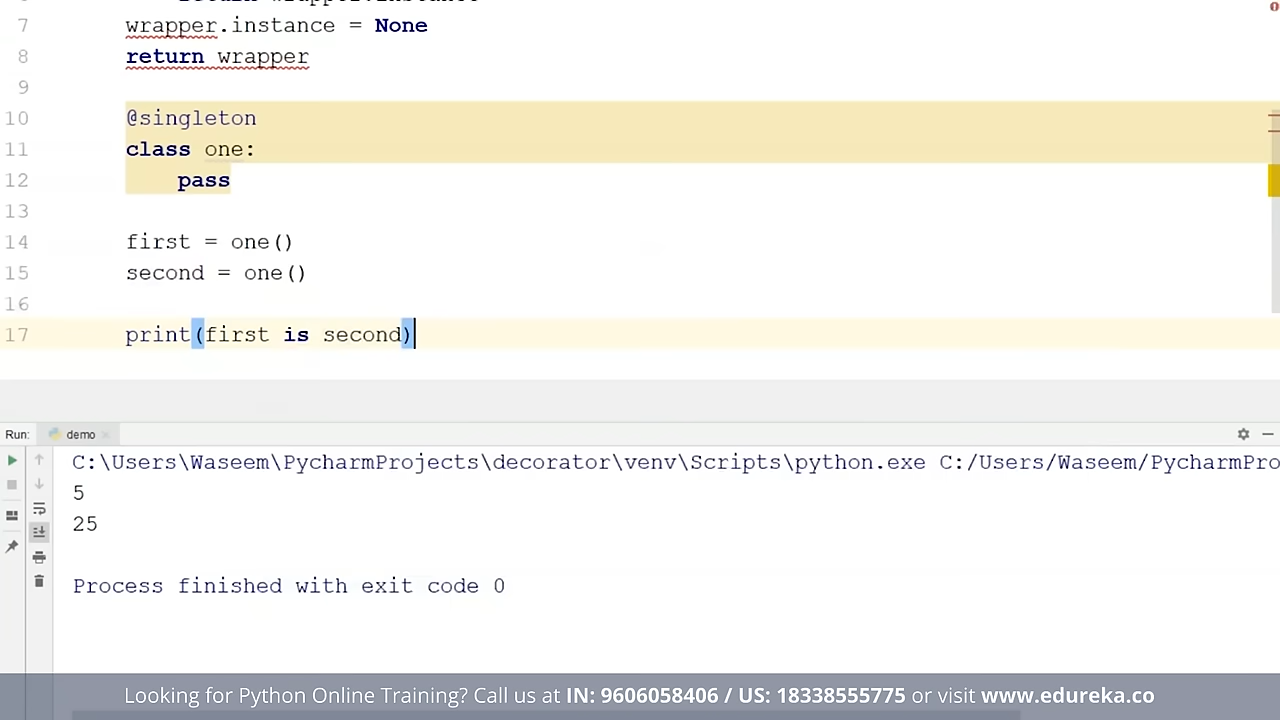 7 wrapper.instance = None
8 return wrapper
9
10 @singleton
11 class one:
12 pass
13
14 first = one()
15 second = one()
16
17 print(first is second)
Run: demo
C:\Users\Waseem\PycharmProjects\decorator\venv\Scripts\python.exe C:/Users/Waseem/PycharmPro
5
25
Process finished with exit code 0
Looking for Python Online Training? Call us at IN: 9606058406 / US: 18338555775 or visit www.edureka.co